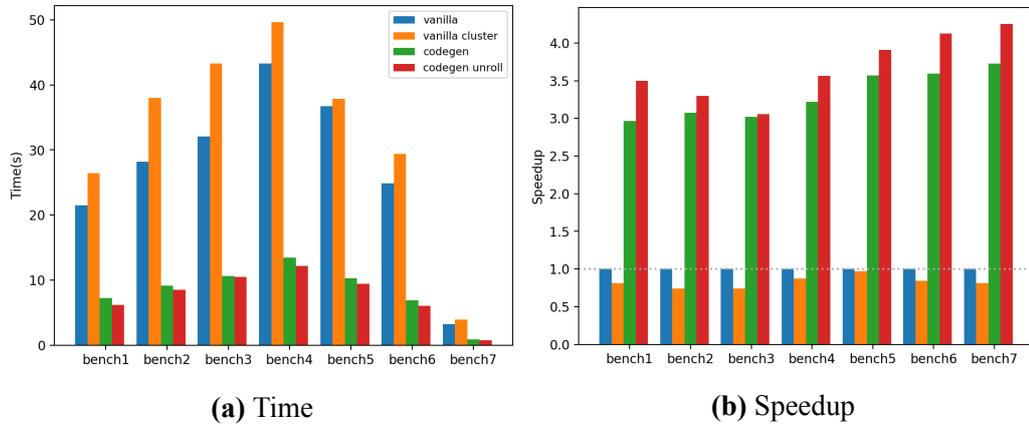 50
40
30
20
10
0
Time(s)
vanilla
vanilla cluster
codegen
codegen unroll
bench1 bench2 bench3 bench4 bench5 bench6 bench7
(a) Time
4.0
3.5
3.0
2.5
2.0
1.5
1.0
0.5
0.0
Speedup
bench1 bench2 bench3 bench4 bench5 bench6 bench7
(b) Speedup